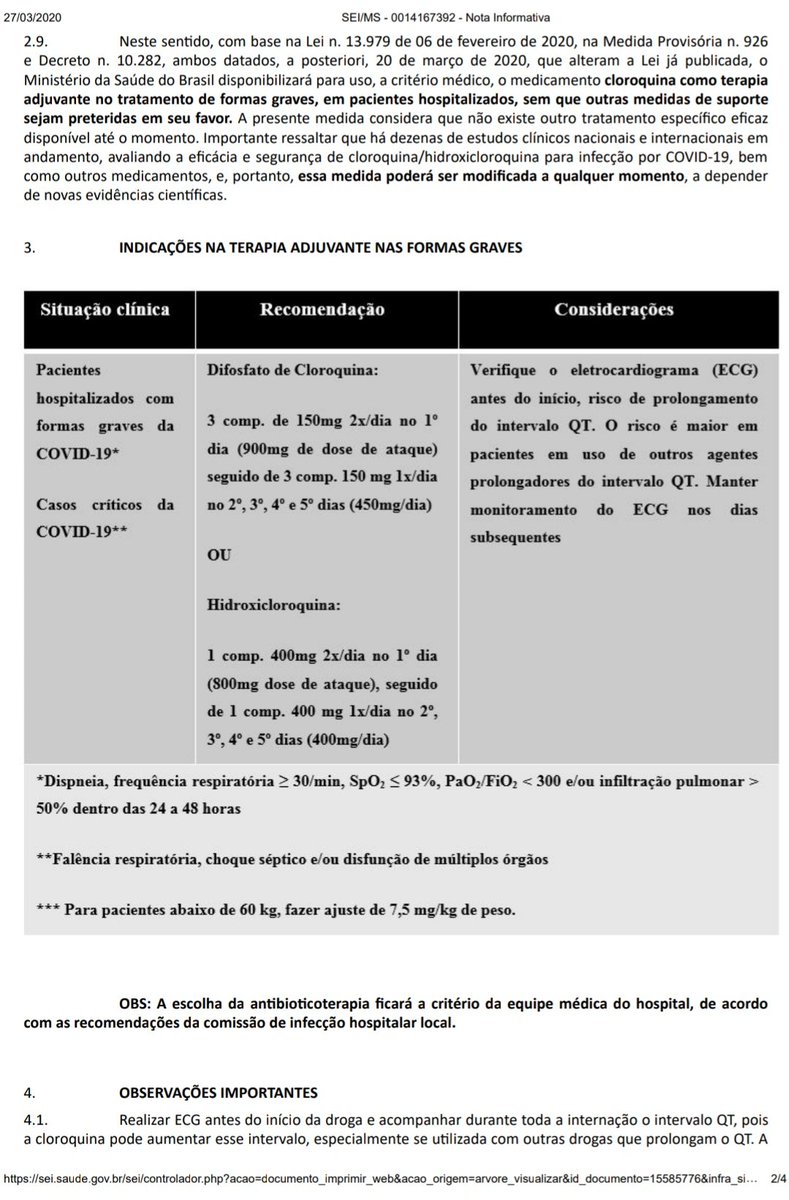 27/03/2020 SEI/MS - 0014167392 - Nota Informativa
2.9. Neste sentido, com base na Lei n. 13.979 de 06 de fevereiro de 2020, na Medida Provisória n. 926
e Decreto n. 10.282, ambos datados, a posteriori, 20 de março de 2020, que alteram a Lei já publicada, o
Ministério da Saúde do Brasil disponibilizará para uso, a critério médico, o medicamento cloroquina como terapia
adjuvante no tratamento de formas graves, em pacientes hospitalizados, sem que outras medidas de suporte
sejam preteridas em seu favor. A presente medida considera que não existe outro tratamento específico eficaz
disponível até o momento. Importante ressaltar que há dezenas de estudos clínicos nacionais e internacionais em
andamento, avaliando a eficácia e segurança de cloroquina/hidroxicloroquina para infecção por COVID-19, bem
como outros medicamentos, e, portanto, essa medida poderá ser modificada a qualquer momento, a depender
de novas evidências científicas.
3. INDICAÇÕES NA TERAPIA ADJUVANTE NAS FORMAS GRAVES
Situação clínica
Recomendação
Considerações
Pacientes
hospitalizados com
formas graves da
COVID-19*
Casos críticos da
COVID-19**
Difosfato de Cloroquina:
3 comp. de 150mg 2x/dia no 1º
dia (900mg de dose de ataque)
seguido de 3 comp. 150 mg 1x/dia
no 2º, 3º, 4º e 5º dias (450mg/dia)
OU
Hidroxicloroquina:
1 comp. 400mg 2x/dia no 1º dia
(800mg dose de ataque), seguido
de 1 comp. 400 mg 1x/dia no 2º,
3º, 4º e 5º dias (400mg/dia)
Verifique o eletrocardiograma (ECG)
antes do início, risco de prolongamento
do intervalo QT. O risco é maior em
pacientes em uso de outros agentes
prolongadores do intervalo QT. Manter
monitoramento do ECG nos dias
subsequentes
*Dispneia, frequência respiratória ≥ 30/min, SpO₂ ≤ 93%, PaO₂/FiO₂ < 300 e/ou infiltração pulmonar >
50% dentro das 24 a 48 horas
**Falência respiratória, choque séptico e/ou disfunção de múltiplos órgãos
*** Para pacientes abaixo de 60 kg, fazer ajuste de 7,5 mg/kg de peso.
OBS: A escolha da antibioticoterapia ficará a critério da equipe médica do hospital, de acordo
com as recomendações da comissão de infecção hospitalar local.
4. OBSERVAÇÕES IMPORTANTES
4.1. Realizar ECG antes do início da droga e acompanhar durante toda a internação o intervalo QT, pois
a cloroquina pode aumentar esse intervalo, especialmente se utilizada com outras drogas que prolongam o QT. A
https://sei.saude.gov.br/sei/controlador.php?acao=documento_imprimir_web&acao_origem=arvore_visualizar&id_documento=15585776&infra_si... 2/4